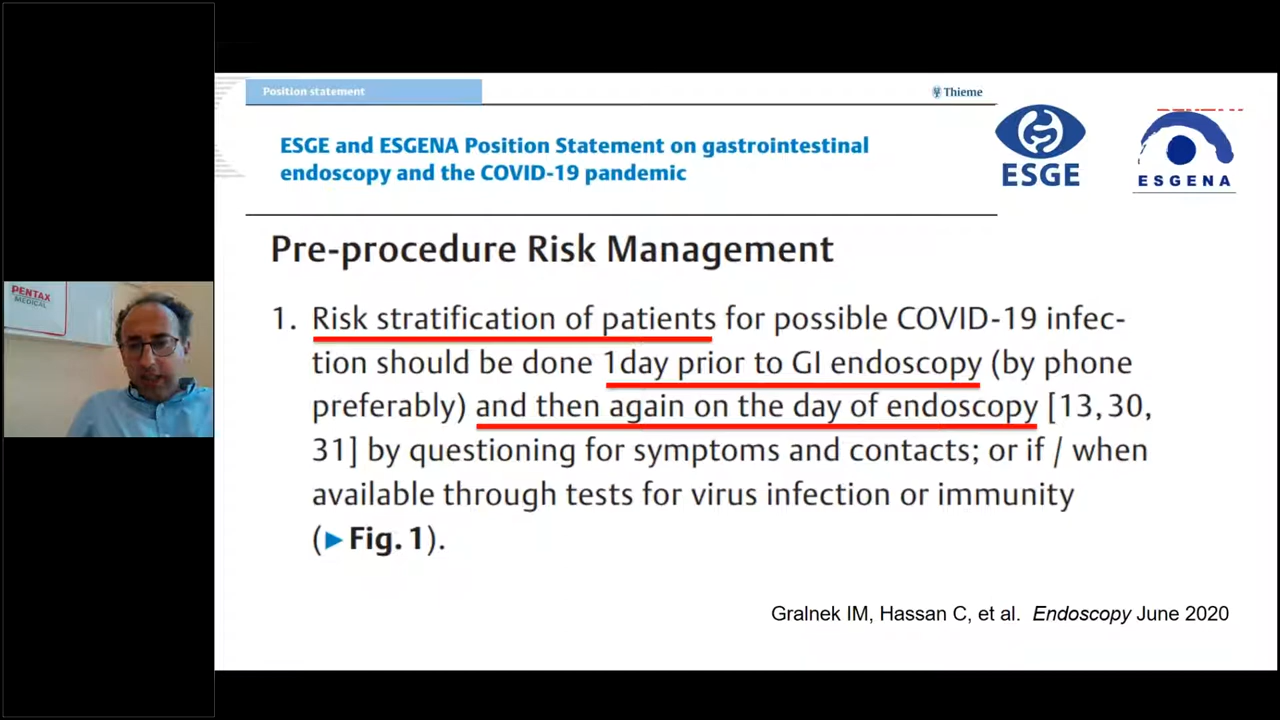 Position statement
Thieme
ESGE and ESGENA Position Statement on gastrointestinal
endoscopy and the COVID-19 pandemic
ESGE
ESGENA
Pre-procedure Risk Management
1. Risk stratification of patients for possible COVID-19 infec-
tion should be done 1day prior to GI endoscopy (by phone
preferably) and then again on the day of endoscopy [13, 30,
31] by questioning for symptoms and contacts; or if / when
available through tests for virus infection or immunity
(►Fig. 1).
Gralnek IM, Hassan C, et al. Endoscopy June 2020
PENTAX
MEDICAL